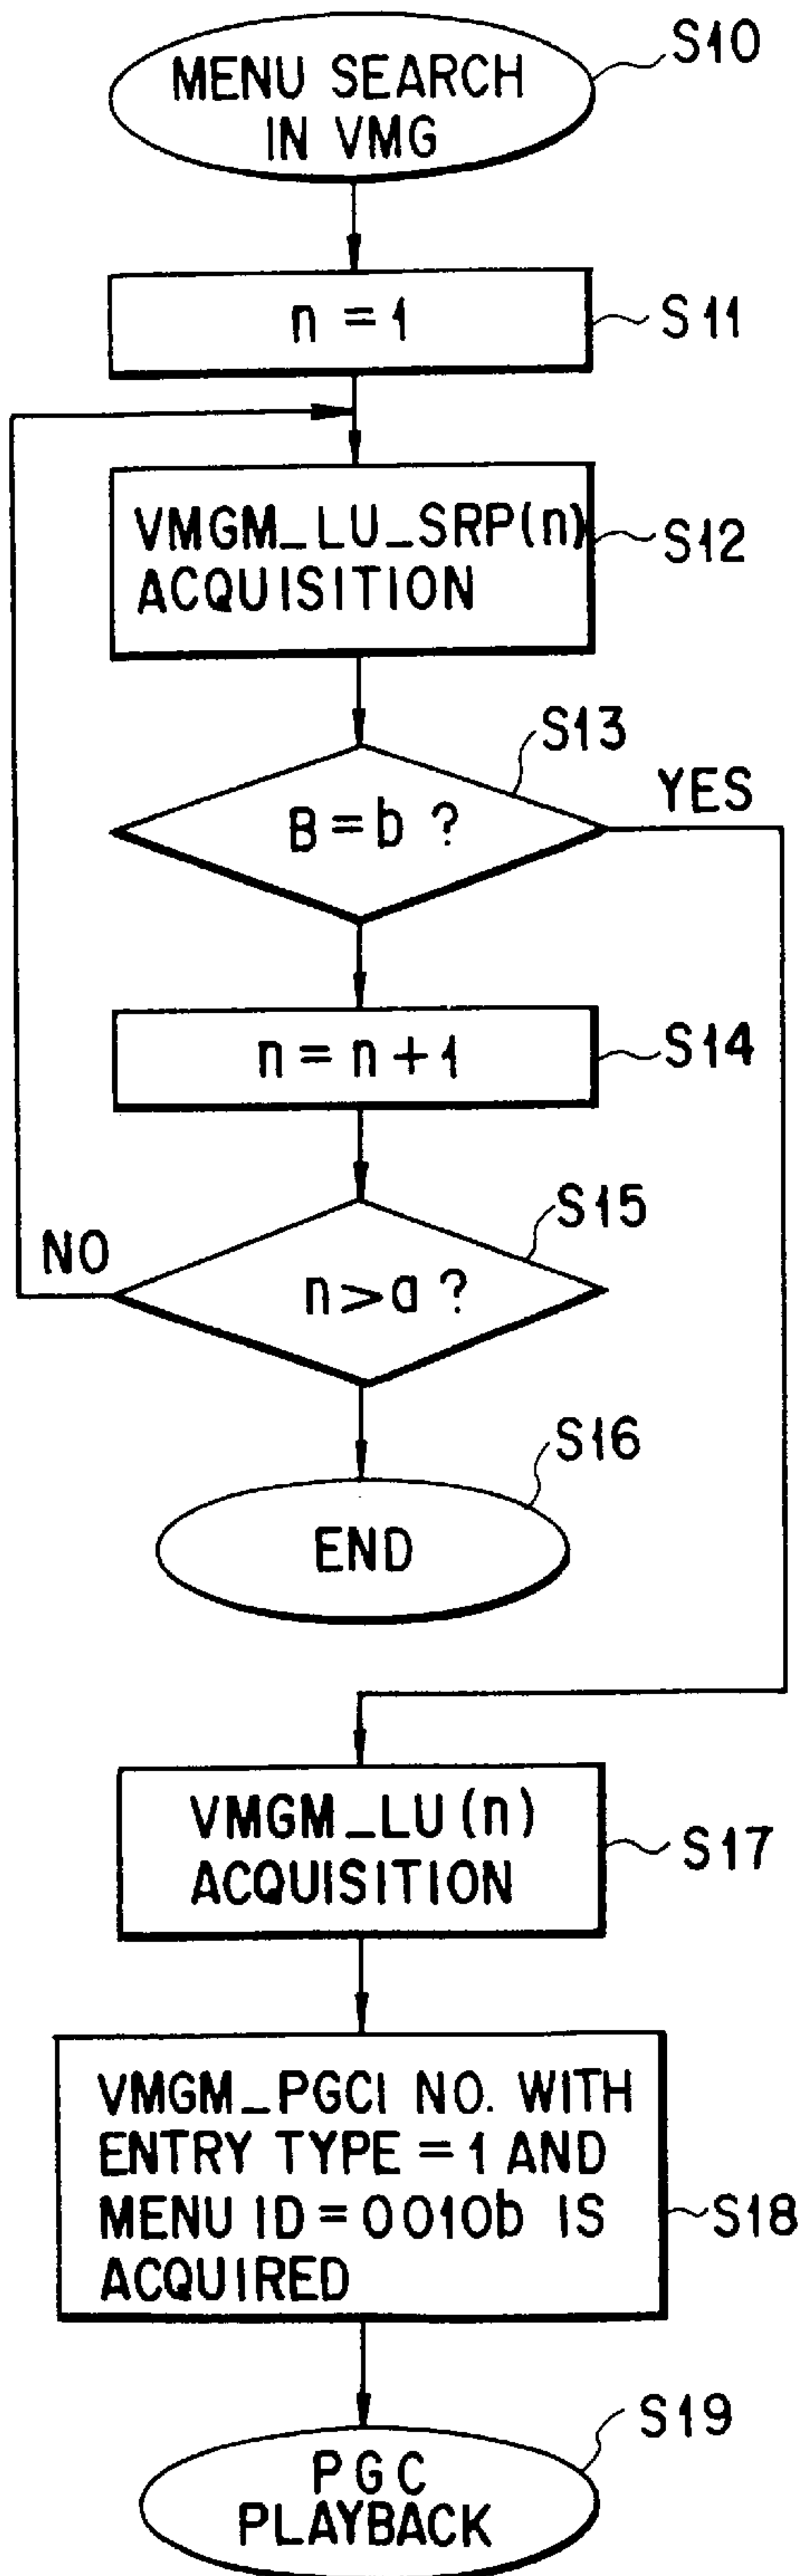 MENU SEARCH
IN VMG
S10
n = 1
S11
VMGM_LU_SRP(n)
ACQUISITION
S12
S13
B = b ?
YES
n = n + 1
S14
S15
NO
n > a ?
S16
END
VMGM_LU (n)
ACQUISITION
S17
VMGM_PGCI NO. WITH
ENTRY TYPE = 1 AND
MENU ID = 0010b IS
ACQUIRED
S18
S19
PGC
PLAYBACK